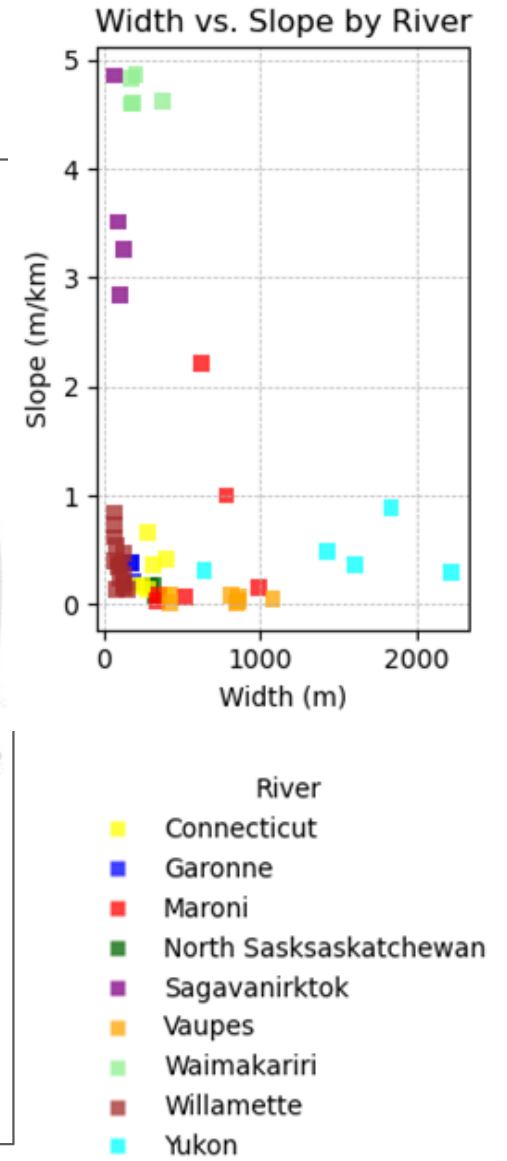 Width vs. Slope by River
5
4
3
2
1
0
Slope (m/km)
0 1000 2000
Width (m)
River
Connecticut
Garonne
Maroni
North Sasksaskatchewan
Sagavanirktok
Vaupes
Waimakariri
Willamette
Yukon